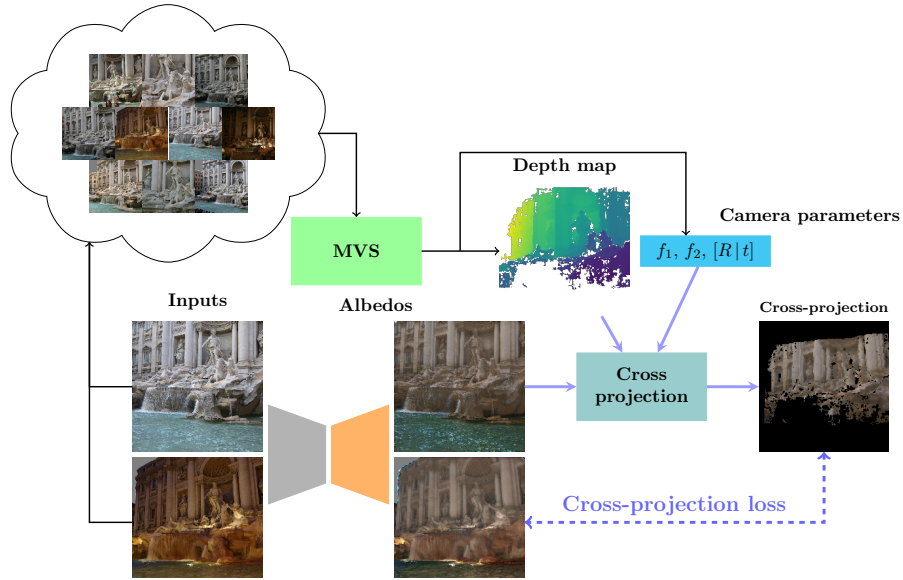 Depth map
Camera parameters
MVS
f₁, f₂, [R | t]
Inputs
Albedos
Cross-projection
Cross
projection
Cross-projection loss